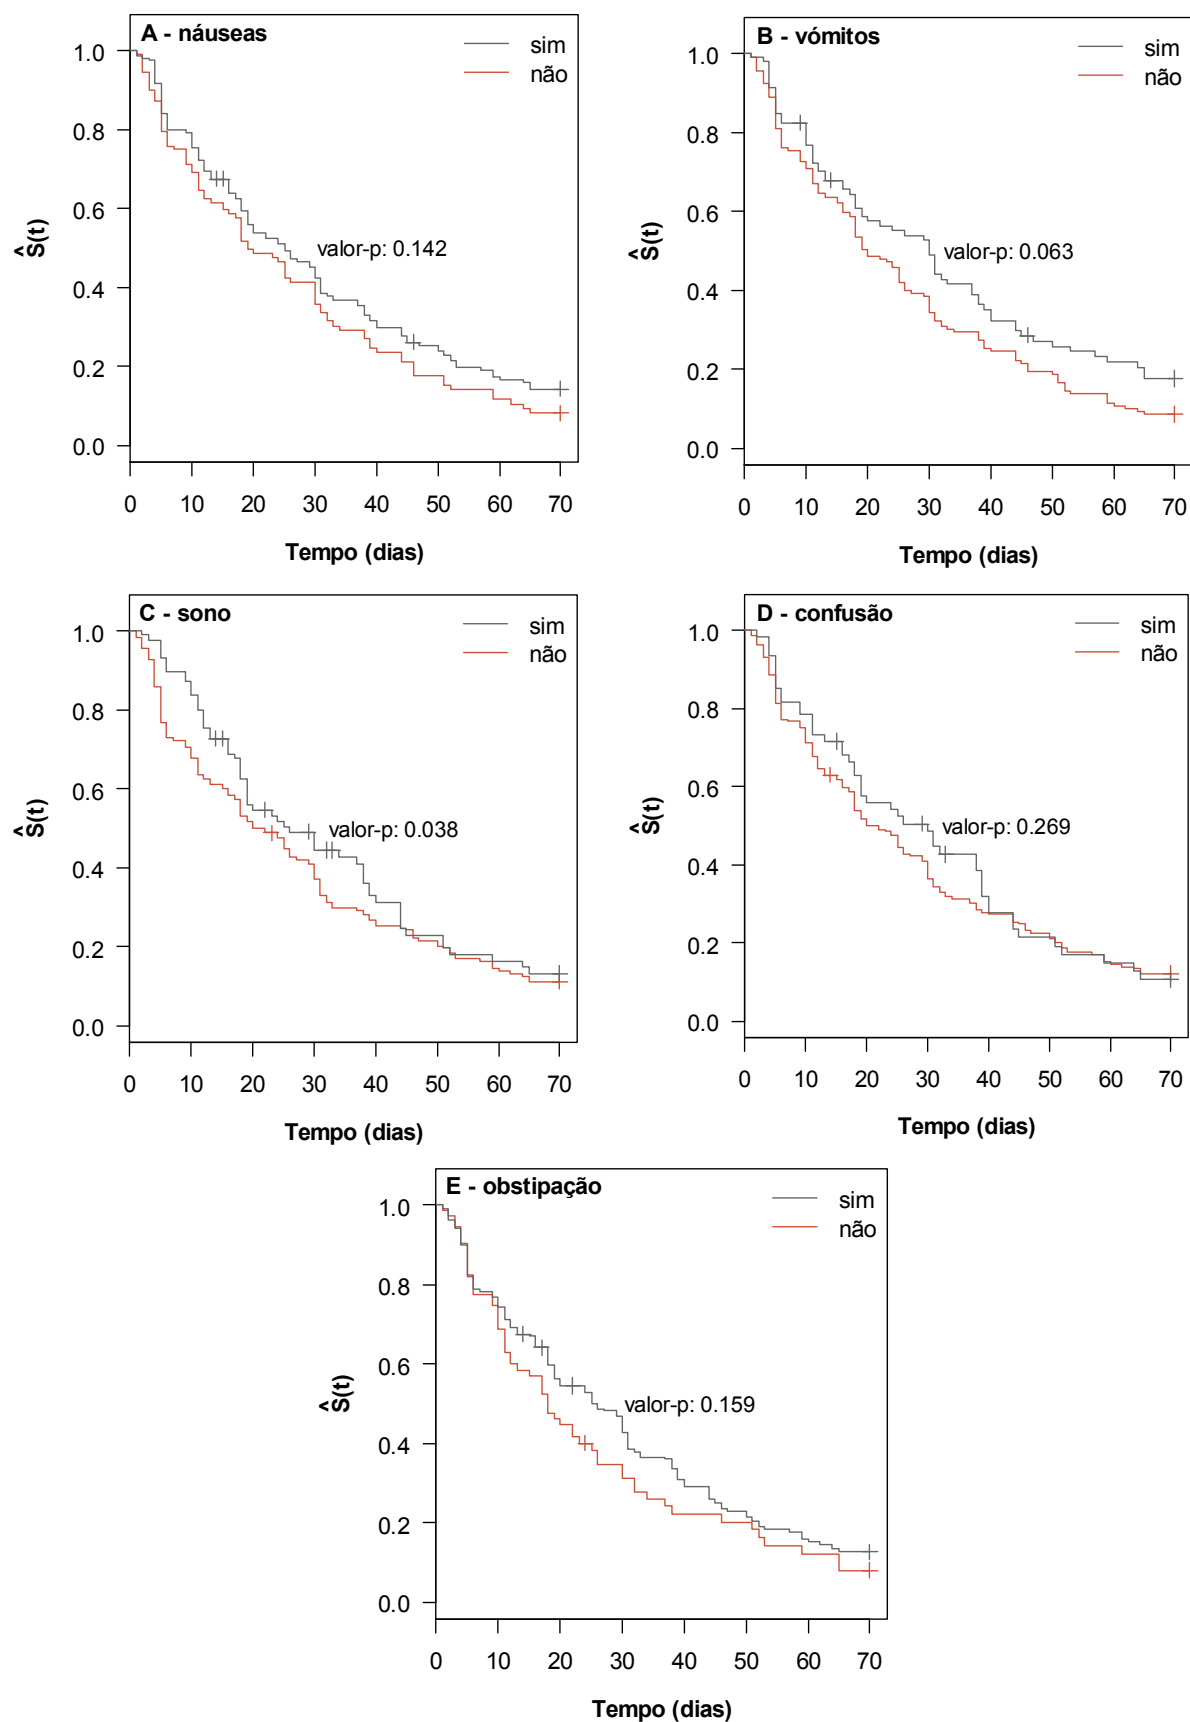 A - náuseas
sim
não
1.0
0.8
0.6
0.4
0.2
0.0
Ŝ(t)
valor-p: 0.142
0 10 20 30 40 50 60 70
Tempo (dias)
B - vómitos
sim
não
1.0
0.8
0.6
0.4
0.2
0.0
Ŝ(t)
valor-p: 0.063
0 10 20 30 40 50 60 70
Tempo (dias)
C - sono
sim
não
1.0
0.8
0.6
0.4
0.2
0.0
Ŝ(t)
valor-p: 0.038
0 10 20 30 40 50 60 70
Tempo (dias)
D - confusão
sim
não
1.0
0.8
0.6
0.4
0.2
0.0
Ŝ(t)
valor-p: 0.269
0 10 20 30 40 50 60 70
Tempo (dias)
E - obstipação
sim
não
1.0
0.8
0.6
0.4
0.2
0.0
Ŝ(t)
valor-p: 0.159
0 10 20 30 40 50 60 70
Tempo (dias)